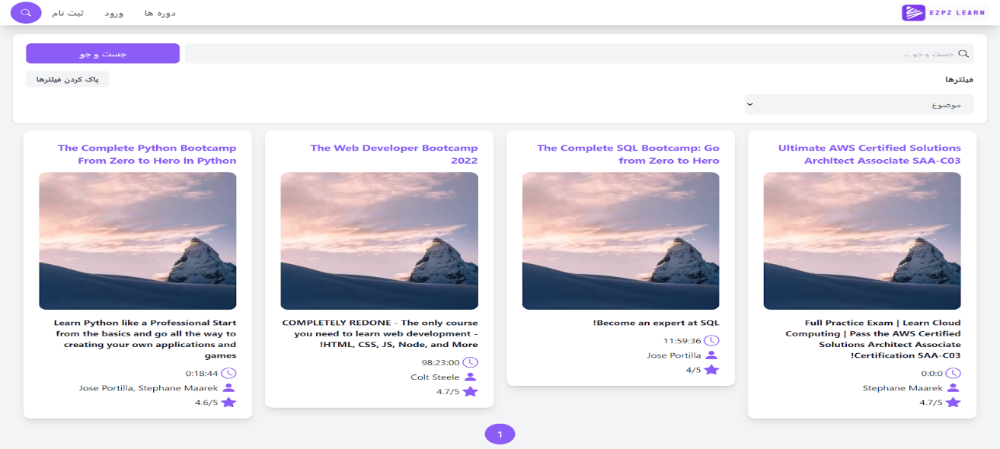 EZPZ LEARN
دوره ها
ورود
ثبت نام
جست و جو ...
جست و جو
فیلترها
پاک کردن فیلترها
موضوع
Ultimate AWS Certified Solutions
Architect Associate SAA-C03
Full Practice Exam | Learn Cloud
Computing | Pass the AWS Certified
Solutions Architect Associate
!Certification SAA-C03
0:0:0
Stephane Maarek
4.7/5
The Complete SQL Bootcamp: Go
from Zero to Hero
!Become an expert at SQL
11:59:36
Jose Portilla
4/5
The Web Developer Bootcamp
2022
COMPLETELY REDONE - The only course
you need to learn web development -
!HTML, CSS, JS, Node, and More
98:23:00
Colt Steele
4.7/5
The Complete Python Bootcamp
From Zero to Hero in Python
Learn Python like a Professional Start
from the basics and go all the way to
creating your own applications and
games
0:18:44
Jose Portilla, Stephane Maarek
4.6/5
1